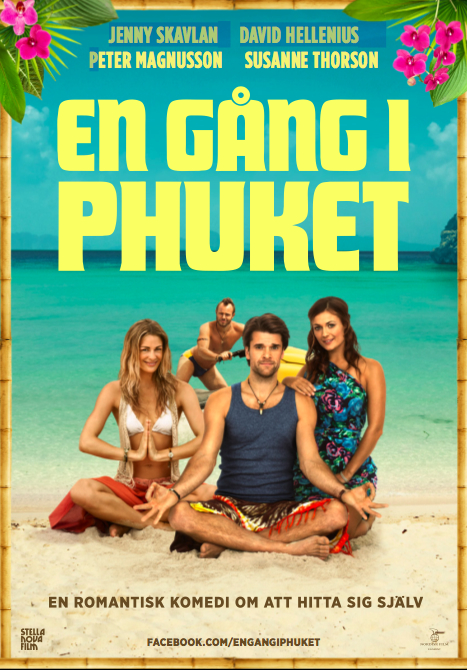 JENNY SKAVLAN DAVID HELLENIUS
PETER MAGNUSSON SUSANNE THORSON
EN GÅNG I
PHUKET
EN ROMANTISK KOMEDI OM ATT HITTA SIG SJÄLV
STELLA
NOVA
FILM
FACEBOOK.COM/ENGANGIPHUKET